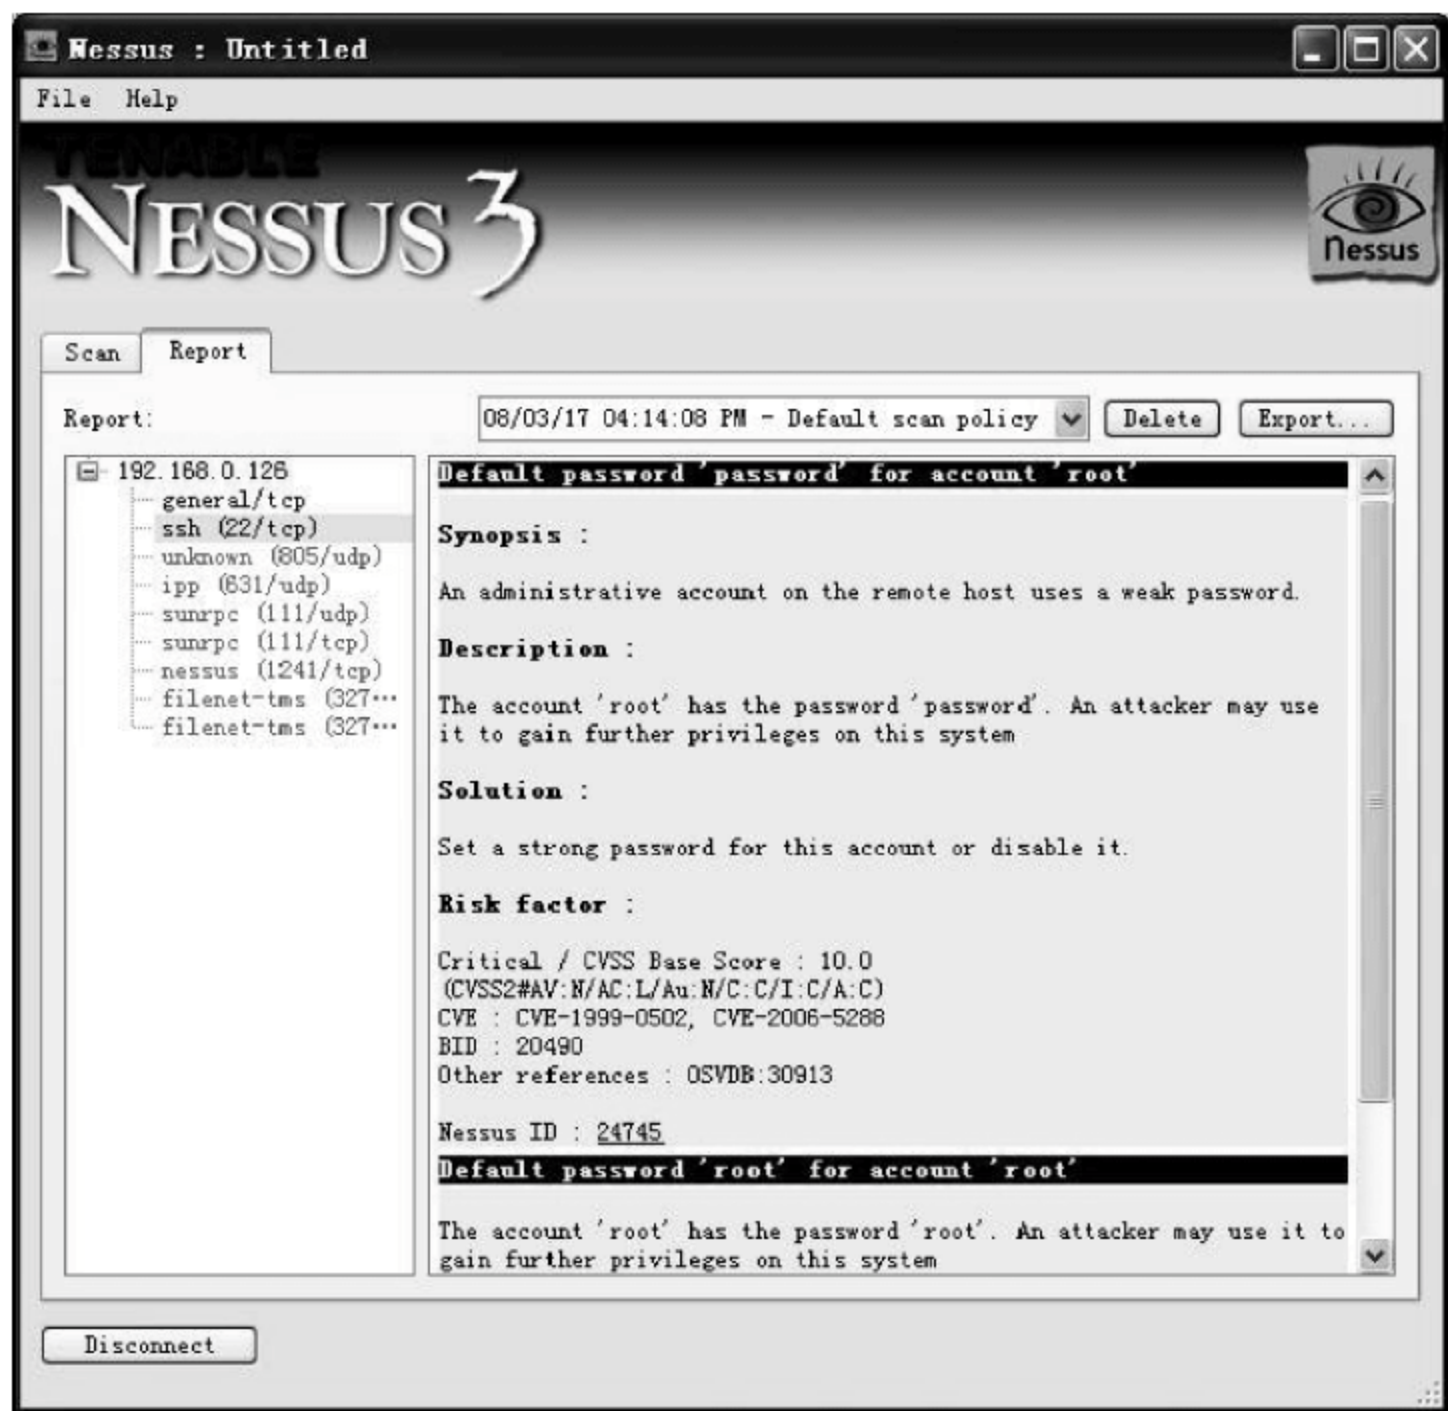 Nessus : Untitled
File Help
TENABLE
NESSUS 3
Nessus
Scan Report
Report:
08/03/17 04:14:08 PM - Default scan policy
Delete
Export...
192.168.0.126
general/tcp
ssh (22/tcp)
unknown (805/udp)
ipp (631/udp)
sunrpc (111/udp)
sunrpc (111/tcp)
nessus (1241/tcp)
filenet-tms (327...
filenet-tms (327...
Default password 'password' for account 'root'
Synopsis :
An administrative account on the remote host uses a weak password.
Description :
The account 'root' has the password 'password'. An attacker may use
it to gain further privileges on this system
Solution :
Set a strong password for this account or disable it.
Risk factor :
Critical / CVSS Base Score : 10.0
(CVSS2#AV:N/AC:L/Au:N/C:C/I:C/A:C)
CVE : CVE-1999-0502, CVE-2006-5288
BID : 20490
Other references : OSVDB:30913
Nessus ID : 24745
Default password 'root' for account 'root'
The account 'root' has the password 'root'. An attacker may use it to
gain further privileges on this system
Disconnect